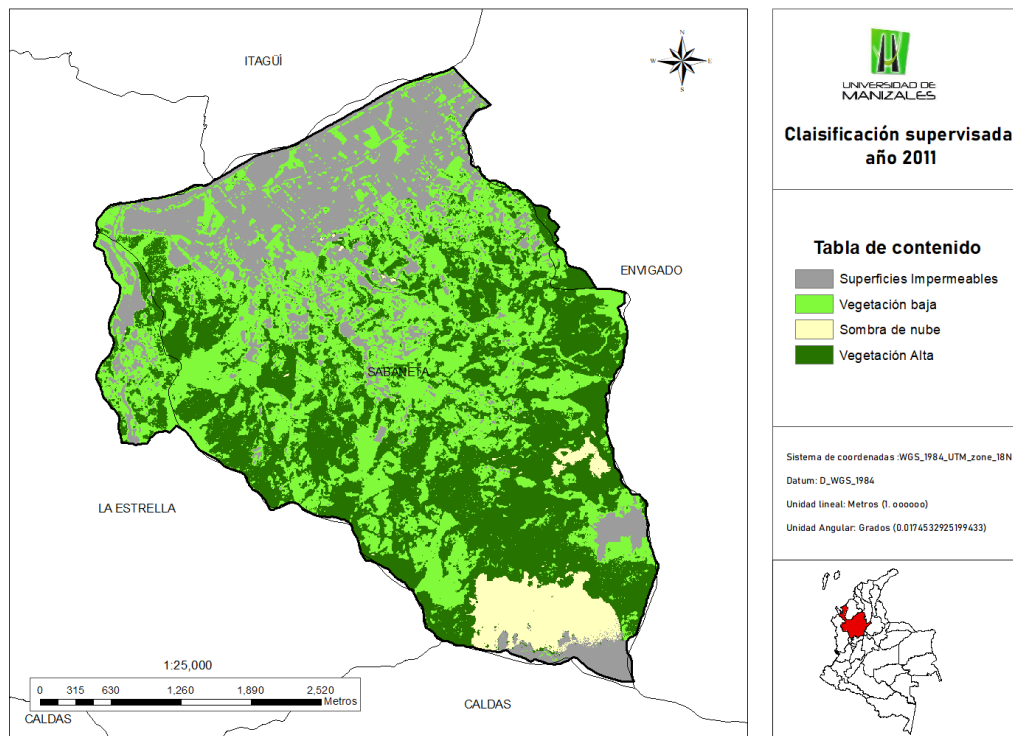 ITAGÜÍ
N
W
E
S
ENVIGADO
SABANETA
LA ESTRELLA
1:25,000
0 315 630 1,260 1,890 2,520
Metros
CALDAS
CALDAS
UNIVERSIDAD DE
MANIZALES
Claisificación supervisada
año 2011
Tabla de contenido
Superficies Impermeables
Vegetación baja
Sombra de nube
Vegetación Alta
Sistema de coordenadas :WGS_1984_UTM_zone_18N
Datum: D_WGS_1984
Unidad lineal: Metros (1. oooooo)
Unidad Angular: Grados (0.0174532925199433)